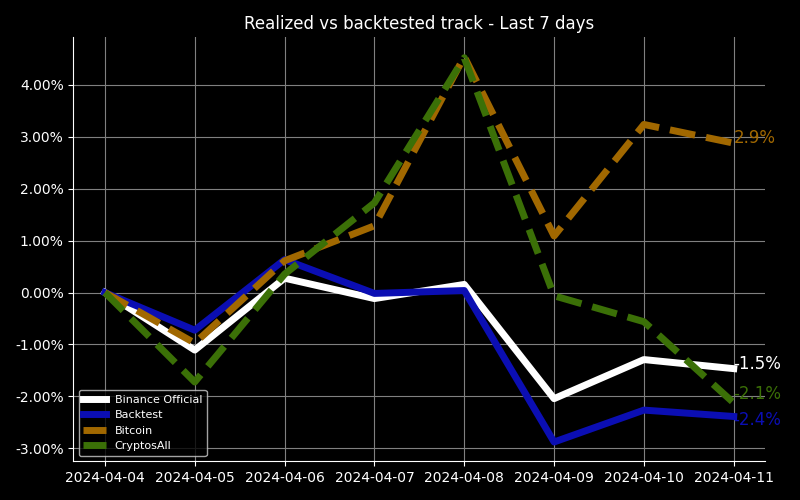 Realized vs backtested track - Last 7 days
4.00%
3.00%
2.00%
1.00%
0.00%
-1.00%
-2.00%
-3.00%
2.9%
-1.5%
-2.1%
-2.4%
Binance Official
Backtest
Bitcoin
CryptosAll
2024-04-04 2024-04-05 2024-04-06 2024-04-07 2024-04-08 2024-04-09 2024-04-10 2024-04-11